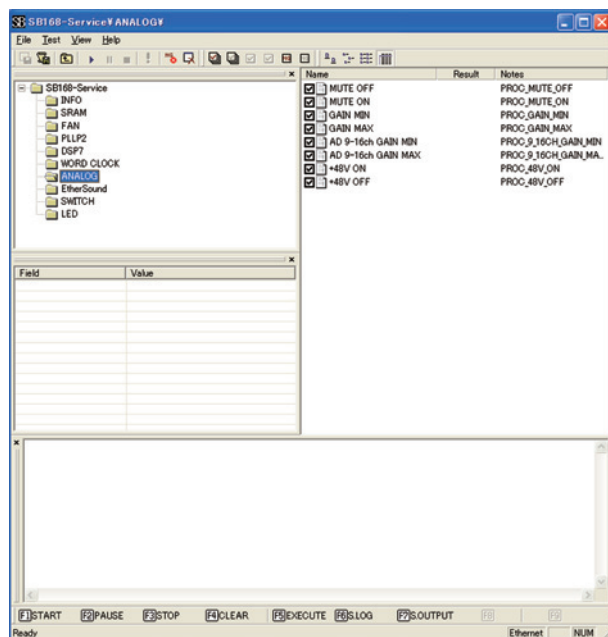 SB168-Service¥ANALOG¥
File Test View Help
Name Result Notes
SB168-Service
INFO
SRAM
FAN
PLLP2
DSP7
WORD CLOCK
ANALOG
EtherSound
SWITCH
LED
MUTE OFF PROC_MUTE_OFF
MUTE ON PROC_MUTE_ON
GAIN MIN PROC_GAIN_MIN
GAIN MAX PROC_GAIN_MAX
AD 9-16ch GAIN MIN PROC_9_16CH_GAIN_MIN
AD 9-16ch GAIN MAX PROC_9_16CH_GAIN_MA...
+48V ON PROC_48V_ON
+48V OFF PROC_48V_OFF
Field Value
F1 START F2 PAUSE F3 STOP F4 CLEAR F5 EXECUTE F6 S.LOG F7 S.OUTPUT F8 F9
Ready Ethernet NUM